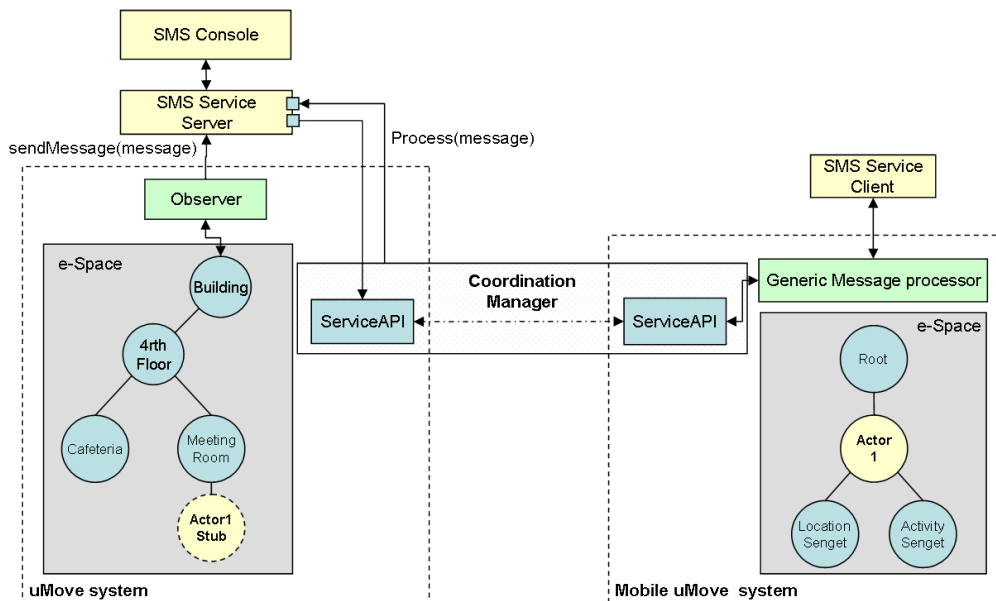 SMS Console
SMS Service
Server
Process(message)
sendMessage(message)
SMS Service
Client
Observer
e-Space
Building
4rth
Floor
Cafeteria
Meeting
Room
Actor1
Stub
uMove system
Coordination
Manager
ServiceAPI
ServiceAPI
Generic Message processor
e-Space
Root
Actor
1
Location
Senget
Activity
Senget
Mobile uMove system